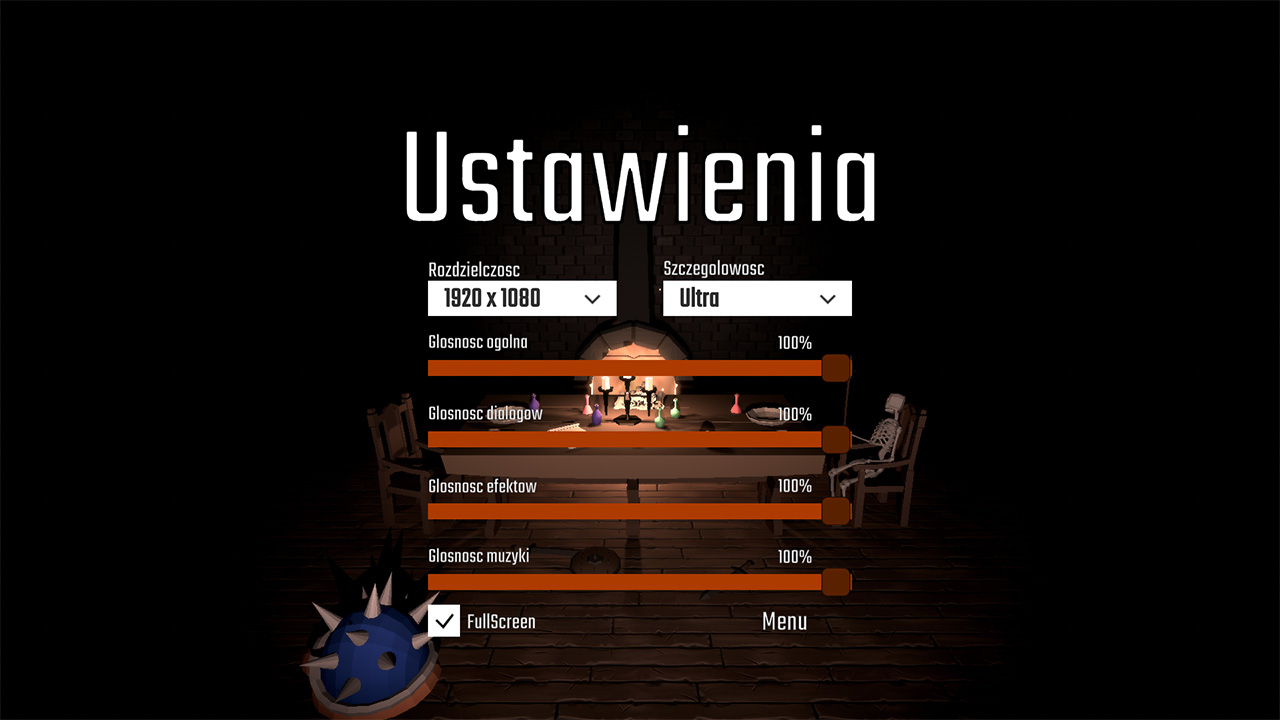 Ustawienia
Rozdzielczosc
Szczegolowosc
1920 x 1080
Ultra
Glosnosc ogolna
100%
Glosnosc dialogow
100%
Glosnosc efektow
100%
Glosnosc muzyki
100%
FullScreen
Menu